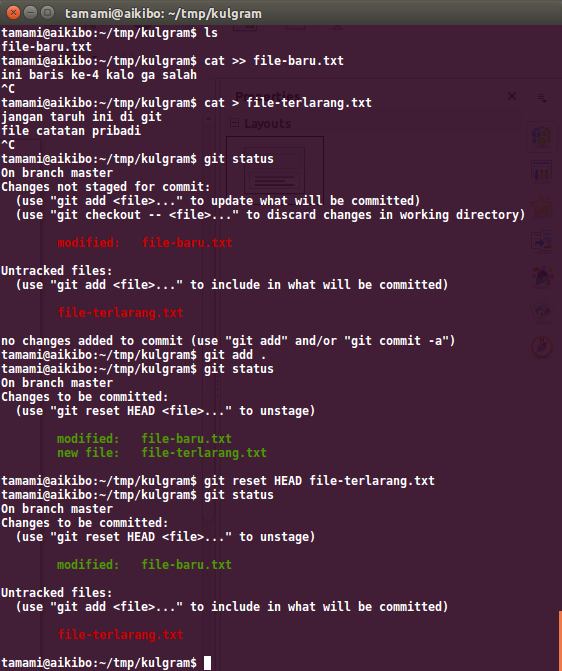 tamami@aikibo: ~/tmp/kulgram
tamami@aikibo:~/tmp/kulgram$ ls
file-baru.txt
tamami@aikibo:~/tmp/kulgram$ cat >> file-baru.txt
ini baris ke-4 kalo ga salah
^C
tamami@aikibo:~/tmp/kulgram$ cat > file-terlarang.txt
jangan taruh ini di git
file catatan pribadi
^C
tamami@aikibo:~/tmp/kulgram$ git status
On branch master
Changes not staged for commit:
  (use "git add <file>..." to update what will be committed)
  (use "git checkout -- <file>..." to discard changes in working directory)

        modified:   file-baru.txt

Untracked files:
  (use "git add <file>..." to include in what will be committed)

        file-terlarang.txt

no changes added to commit (use "git add" and/or "git commit -a")
tamami@aikibo:~/tmp/kulgram$ git add .
tamami@aikibo:~/tmp/kulgram$ git status
On branch master
Changes to be committed:
  (use "git reset HEAD <file>..." to unstage)

        modified:   file-baru.txt
        new file:   file-terlarang.txt

tamami@aikibo:~/tmp/kulgram$ git reset HEAD file-terlarang.txt
tamami@aikibo:~/tmp/kulgram$ git status
On branch master
Changes to be committed:
  (use "git reset HEAD <file>..." to unstage)

        modified:   file-baru.txt

Untracked files:
  (use "git add <file>..." to include in what will be committed)

        file-terlarang.txt

tamami@aikibo:~/tmp/kulgram$
Properties
Layouts